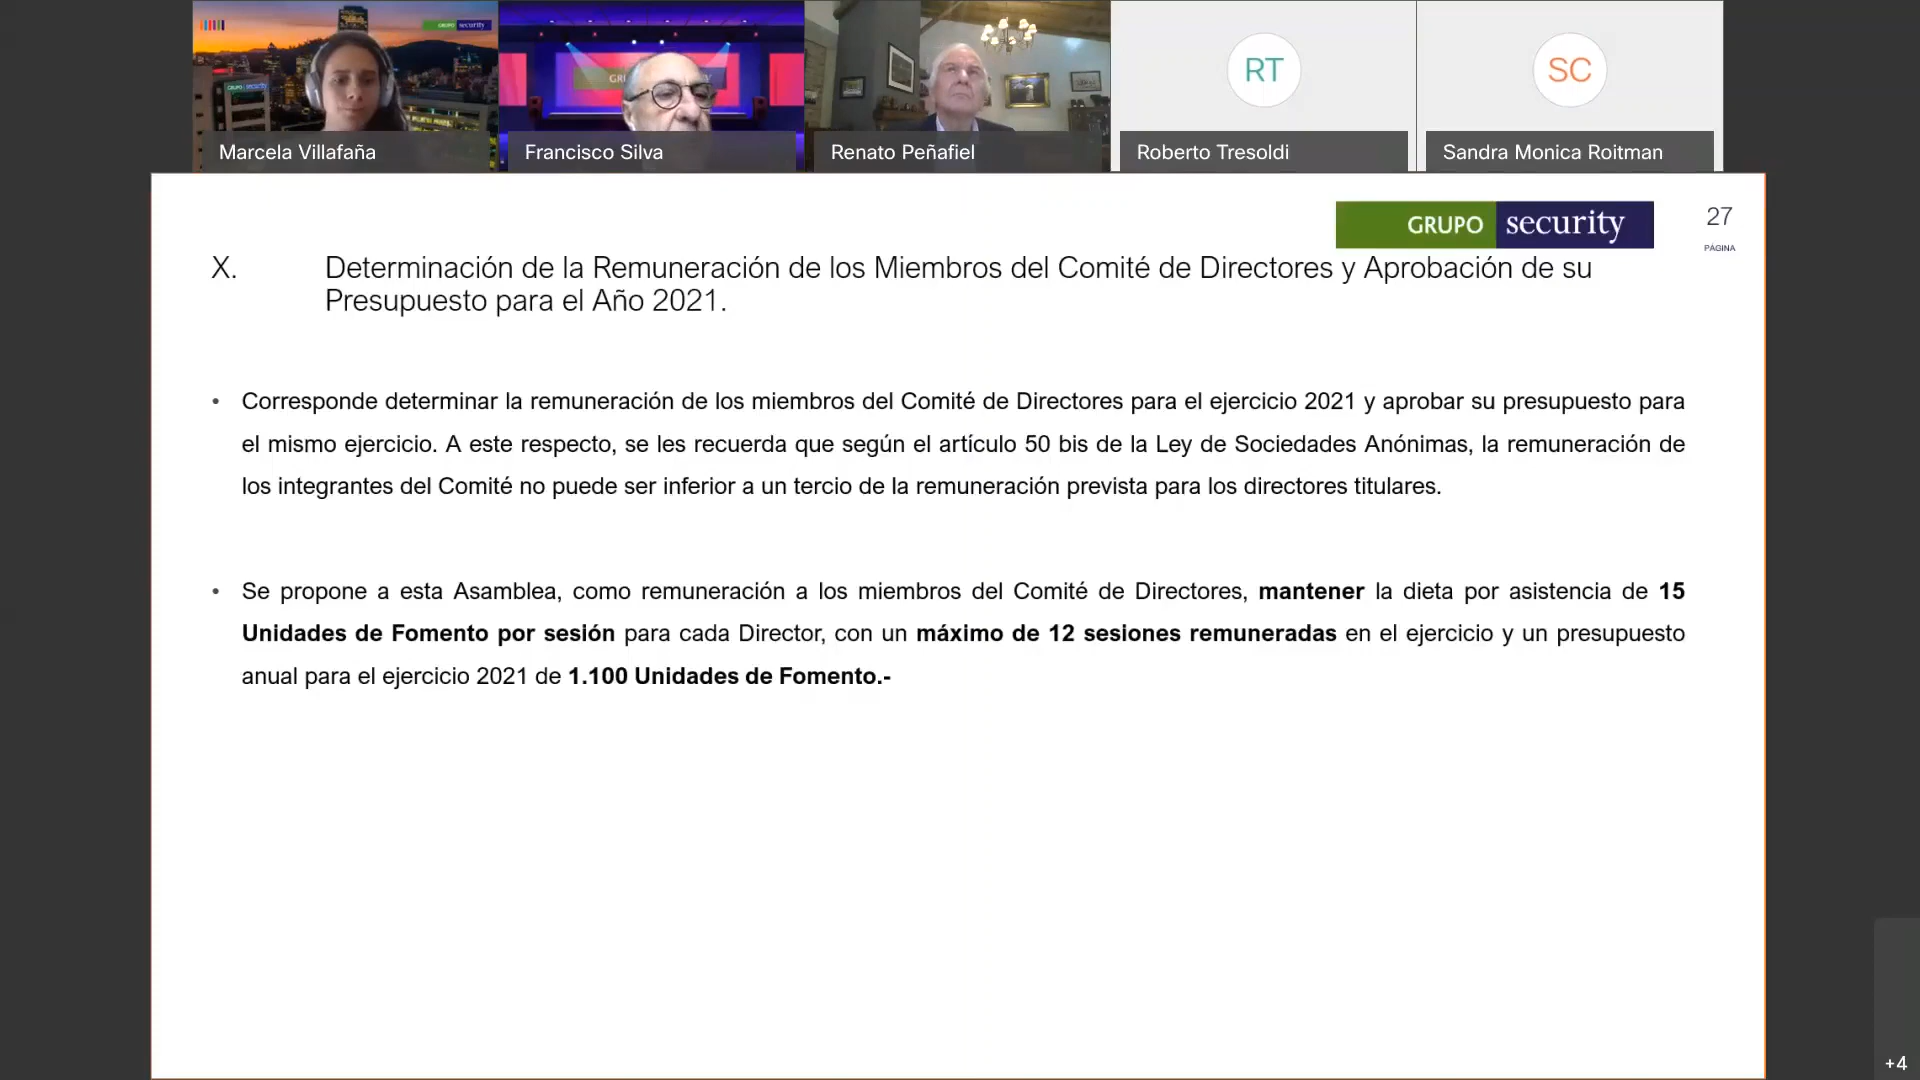 GRUPO security
GRUPO security
Marcela Villafaña
Francisco Silva
Renato Peñafiel
RT
Roberto Tresoldi
SC
Sandra Monica Roitman
GRUPO security
27
PÁGINA
X. Determinación de la Remuneración de los Miembros del Comité de Directores y Aprobación de su
Presupuesto para el Año 2021.
• Corresponde determinar la remuneración de los miembros del Comité de Directores para el ejercicio 2021 y aprobar su presupuesto para
el mismo ejercicio. A este respecto, se les recuerda que según el artículo 50 bis de la Ley de Sociedades Anónimas, la remuneración de
los integrantes del Comité no puede ser inferior a un tercio de la remuneración prevista para los directores titulares.
• Se propone a esta Asamblea, como remuneración a los miembros del Comité de Directores, mantener la dieta por asistencia de 15
Unidades de Fomento por sesión para cada Director, con un máximo de 12 sesiones remuneradas en el ejercicio y un presupuesto
anual para el ejercicio 2021 de 1.100 Unidades de Fomento.-
+4